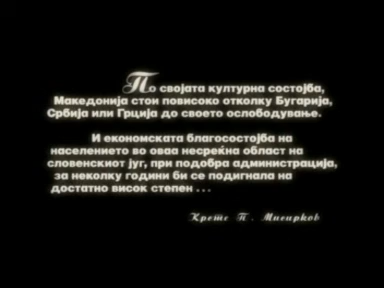 По својата културна состојба,
Македонија стои повисоко отколку Бугарија,
Србија или Грција до своето ослободување.
И економската благосостојба на
населението во оваа несреќна област на
словенскиот југ, при подобра администрација,
за неколку години би се подигнала на
достатно висок степен ...
Крсте П. Мисирков